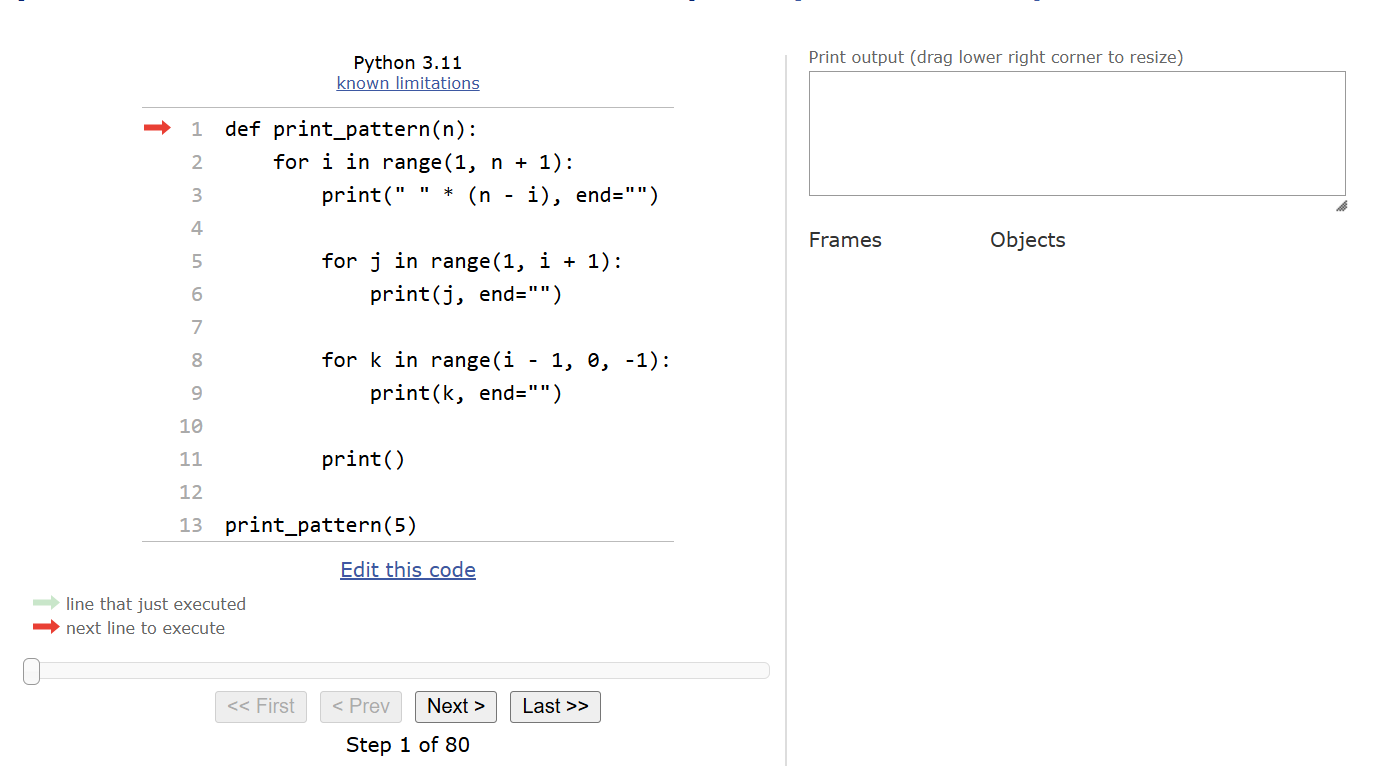 Python 3.11
known limitations
1 def print_pattern(n):
2     for i in range(1, n + 1):
3         print(" " * (n - i), end="")
4
5         for j in range(1, i + 1):
6             print(j, end="")
7
8         for k in range(i - 1, 0, -1):
9             print(k, end="")
10
11         print()
12
13 print_pattern(5)
Edit this code
line that just executed
next line to execute
<< First < Prev Next > Last >>
Step 1 of 80
Print output (drag lower right corner to resize)
Frames Objects